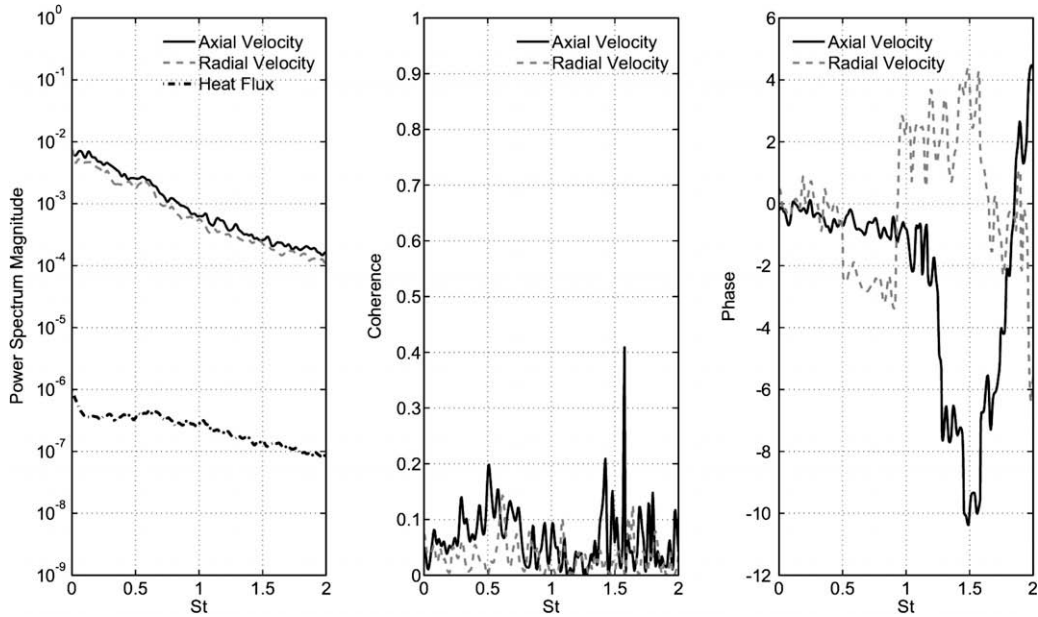 10^0
10^-1
10^-2
10^-3
10^-4
10^-5
10^-6
10^-7
10^-8
10^-9
Power Spectrum Magnitude
Axial Velocity
Radial Velocity
Heat Flux
0 0.5 1 1.5 2
St
1
0.9
0.8
0.7
0.6
0.5
0.4
0.3
0.2
0.1
0
Coherence
Axial Velocity
Radial Velocity
0 0.5 1 1.5 2
St
6
4
2
0
-2
-4
-6
-8
-10
-12
Phase
Axial Velocity
Radial Velocity
0 0.5 1 1.5 2
St